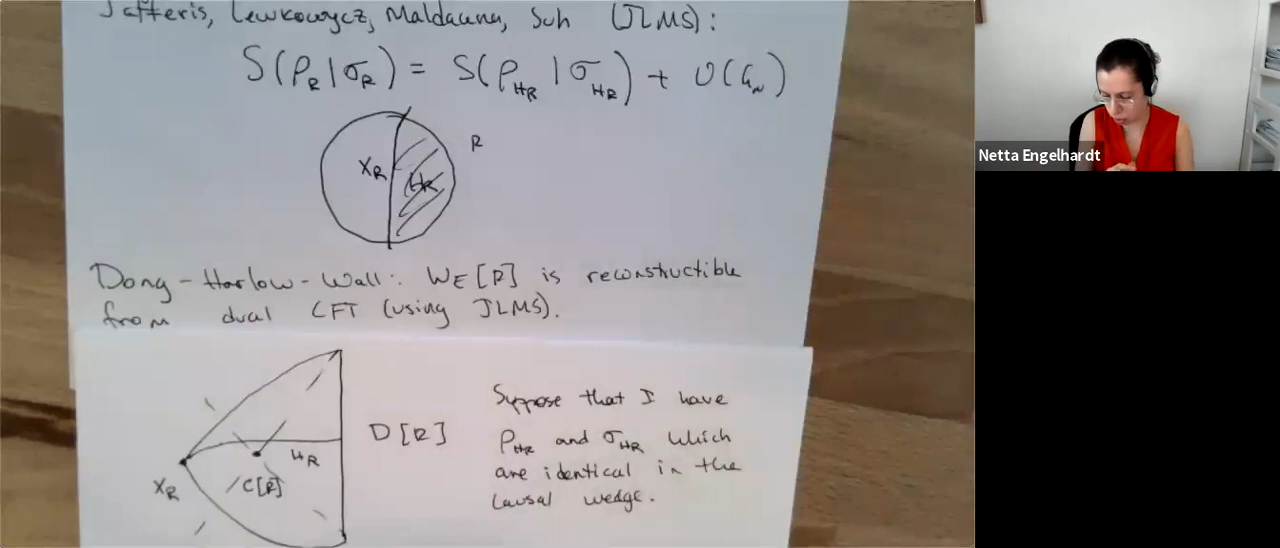 Jafferis, Lewkowycz, Maldacena, Suh (JLMS):
S(ρ_R|σ_R) = S(ρ_{H_R}|σ_{H_R}) + O(G_N)
R
X_R
H_R
Dong-Harlow-Wall: W_E[R] is reconstructible
from dual CFT (using JLMS).
D[R]
H_R
X_R
C[R]
Suppose that I have
ρ_{H_R} and σ_{H_R} which
are identical in the
causal wedge.
Netta Engelhardt